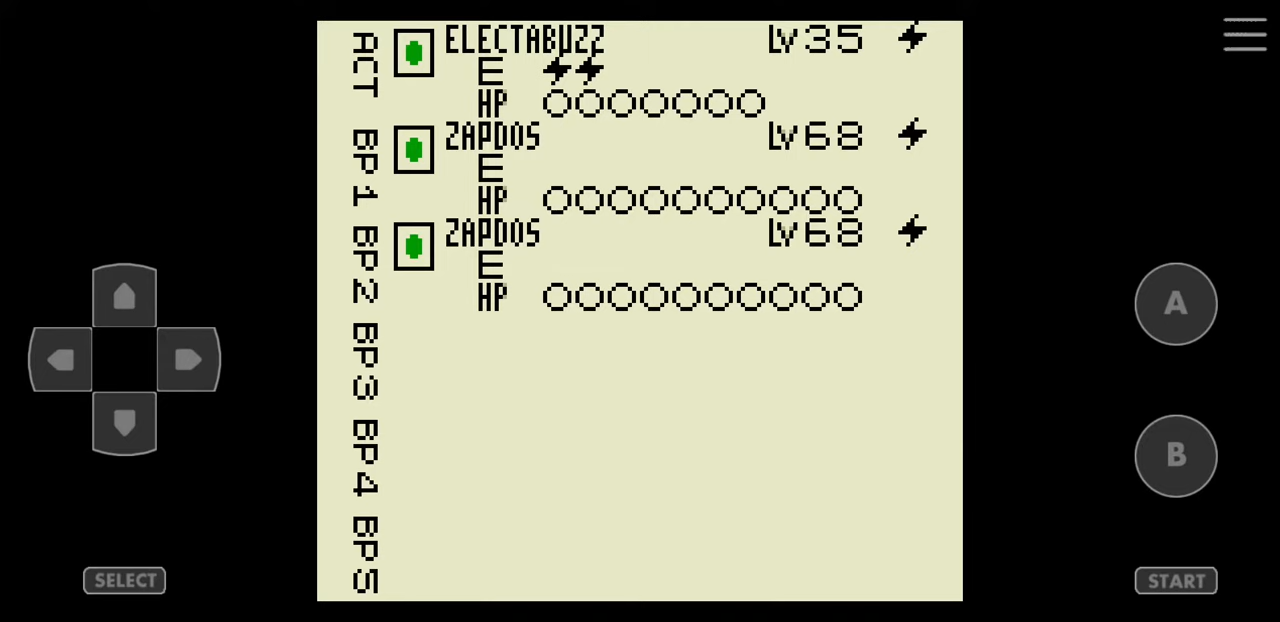 ACT
ELECTABUZZ Lv35
E
HP
BP1
ZAPDOS Lv68
E
HP
BP2
ZAPDOS Lv68
E
HP
BP3
BP4
BP5
A
B
SELECT
START